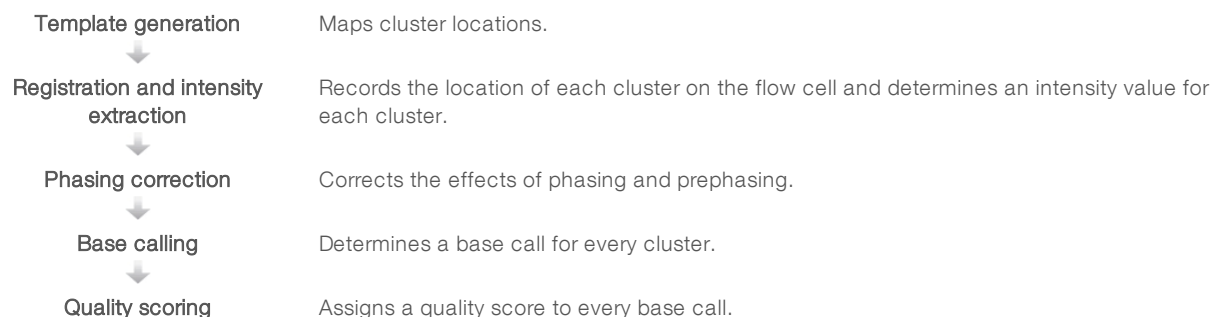 Template generation Maps cluster locations.
Registration and intensity extraction Records the location of each cluster on the flow cell and determines an intensity value for
each cluster.
Phasing correction Corrects the effects of phasing and prephasing.
Base calling Determines a base call for every cluster.
Quality scoring Assigns a quality score to every base call.